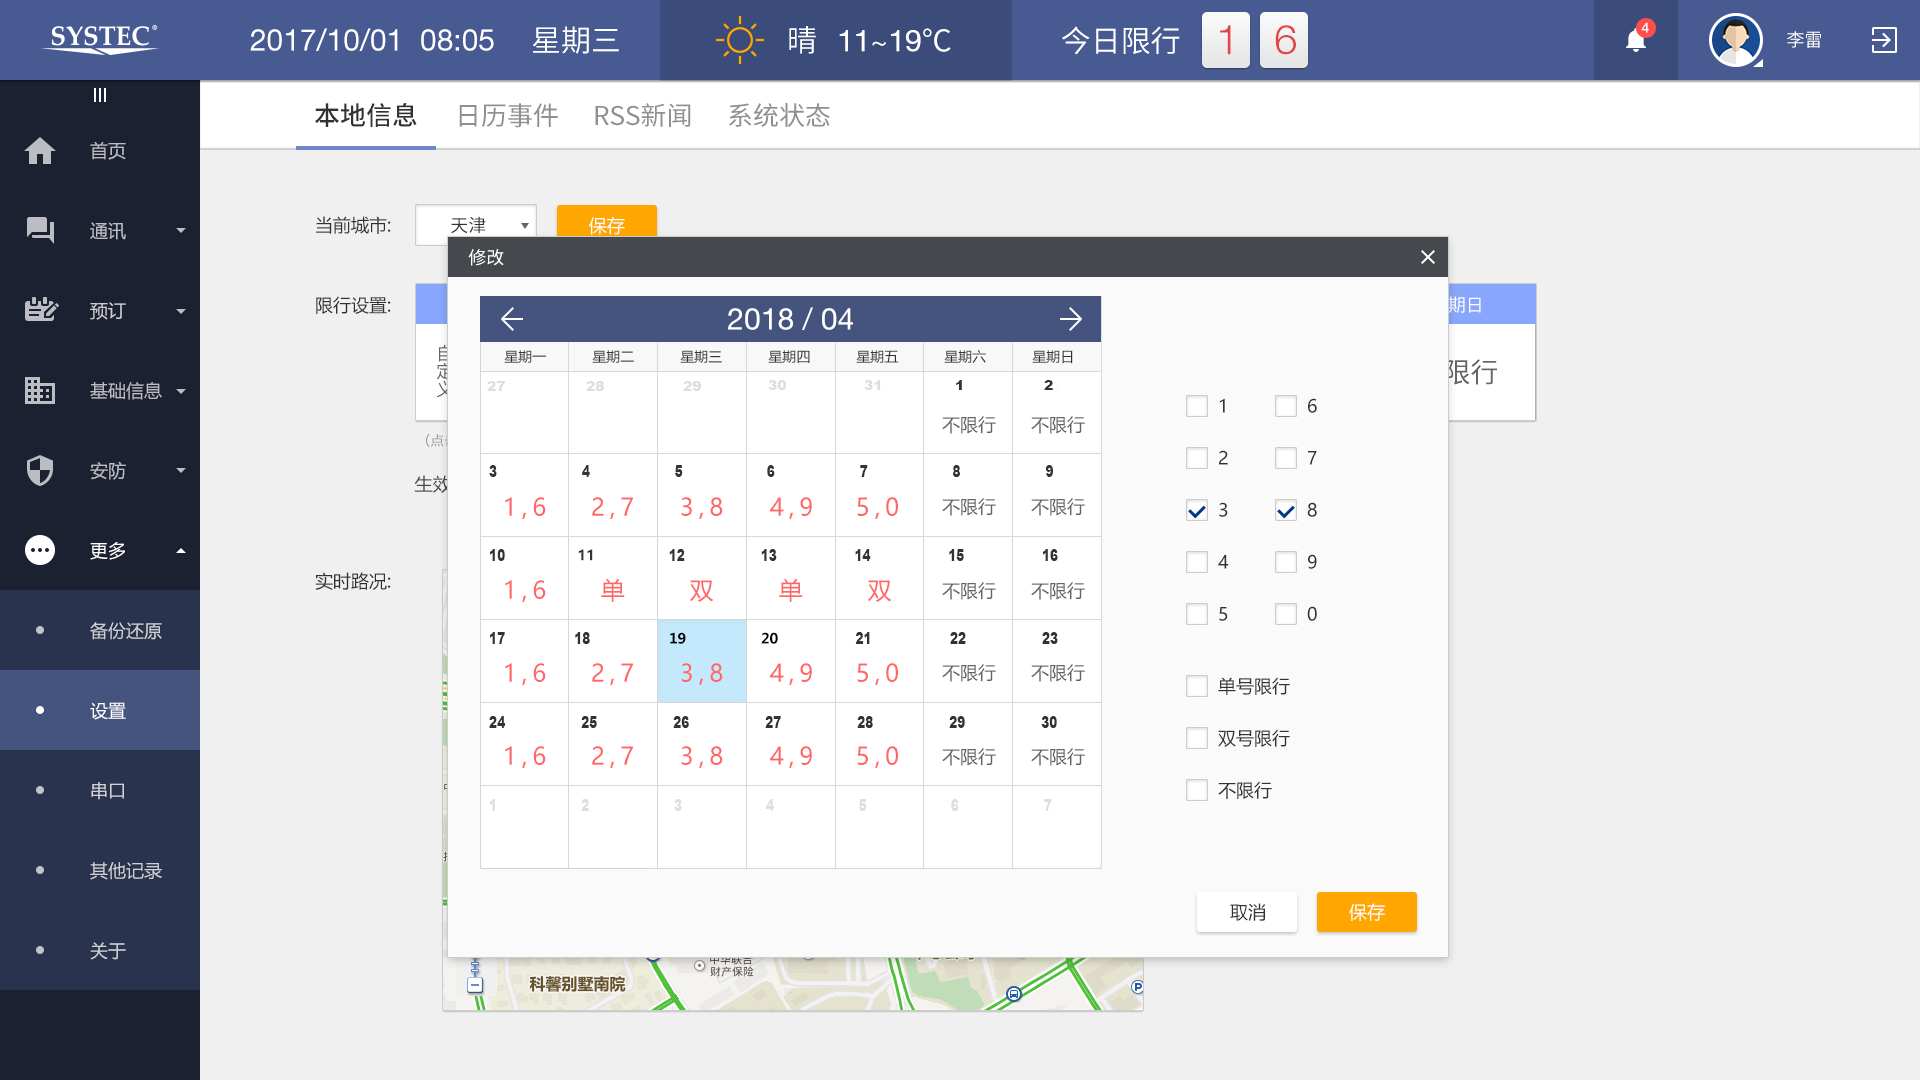 SYSTEC®
2017/10/01 08:05 星期三
晴 11~19℃
今日限行 1 6
4
李雷
首页
通讯
预订
基础信息
安防
更多
备份还原
设置
串口
其他记录
关于
本地信息 日历事件 RSS新闻 系统状态
当前城市: 天津 保存
限行设置:
期日
限行
(点
生效
实时路况:
修改
2018 / 04
星期一 星期二 星期三 星期四 星期五 星期六 星期日
27 28 29 30 31 1 2
不限行 不限行
3 4 5 6 7 8 9
1,6 2,7 3,8 4,9 5,0 不限行 不限行
10 11 12 13 14 15 16
1,6 单 双 单 双 不限行 不限行
17 18 19 20 21 22 23
1,6 2,7 3,8 4,9 5,0 不限行 不限行
24 25 26 27 28 29 30
1,6 2,7 3,8 4,9 5,0 不限行 不限行
1 2 3 4 5 6 7
1 6
2 7
3 8
4 9
5 0
单号限行
双号限行
不限行
取消 保存
科馨别墅南院
财产保险
P